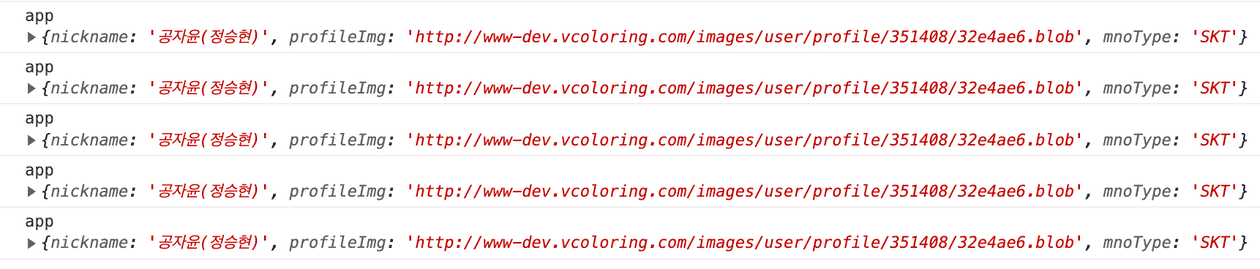 app
▶{nickname: '공자윤(정승현)', profileImg: 'http://www-dev.vcoloring.com/images/user/profile/351408/32e4ae6.blob', mnoType: 'SKT'}
app
▶{nickname: '공자윤(정승현)', profileImg: 'http://www-dev.vcoloring.com/images/user/profile/351408/32e4ae6.blob', mnoType: 'SKT'}
app
▶{nickname: '공자윤(정승현)', profileImg: 'http://www-dev.vcoloring.com/images/user/profile/351408/32e4ae6.blob', mnoType: 'SKT'}
app
▶{nickname: '공자윤(정승현)', profileImg: 'http://www-dev.vcoloring.com/images/user/profile/351408/32e4ae6.blob', mnoType: 'SKT'}
app
▶{nickname: '공자윤(정승현)', profileImg: 'http://www-dev.vcoloring.com/images/user/profile/351408/32e4ae6.blob', mnoType: 'SKT'}